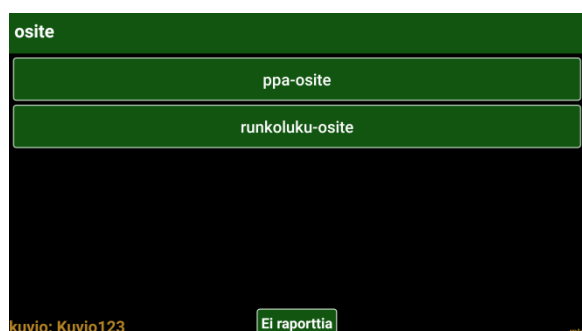 osite
ppa-osite
runkoluku-osite
kuvio: Kuvio123
Ei raporttia